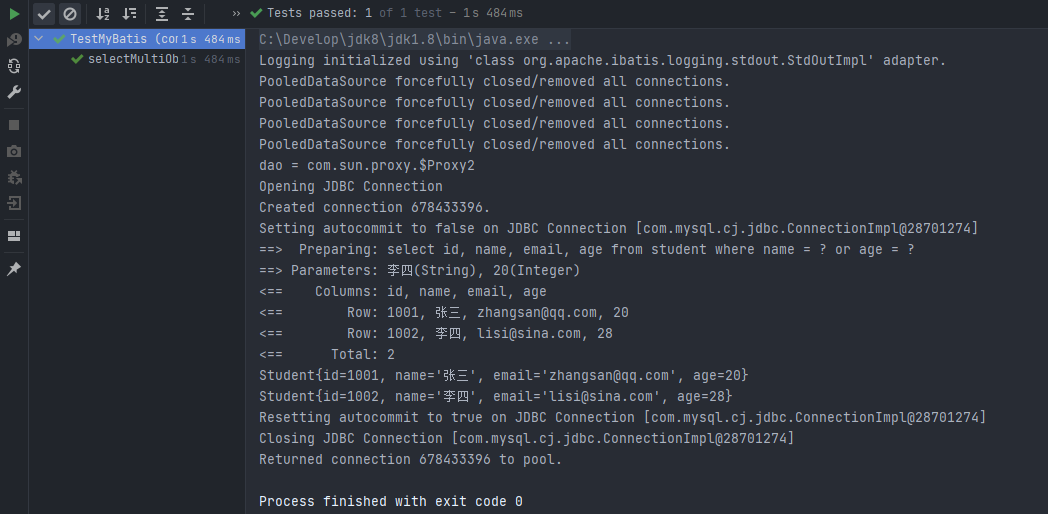 Tests passed: 1 of 1 test – 1 s 484 ms
TestMyBatis (con 1 s 484 ms
selectMultiOb 1 s 484 ms
C:\Develop\jdk8\jdk1.8\bin\java.exe ...
Logging initialized using 'class org.apache.ibatis.logging.stdout.StdOutImpl' adapter.
PooledDataSource forcefully closed/removed all connections.
PooledDataSource forcefully closed/removed all connections.
PooledDataSource forcefully closed/removed all connections.
PooledDataSource forcefully closed/removed all connections.
dao = com.sun.proxy.$Proxy2
Opening JDBC Connection
Created connection 678433396.
Setting autocommit to false on JDBC Connection [com.mysql.cj.jdbc.ConnectionImpl@28701274]
==>  Preparing: select id, name, email, age from student where name = ? or age = ?
==> Parameters: 李四(String), 20(Integer)
<==    Columns: id, name, email, age
<==        Row: 1001, 张三, zhangsan@qq.com, 20
<==        Row: 1002, 李四, lisi@sina.com, 28
<==      Total: 2
Student{id=1001, name='张三', email='zhangsan@qq.com', age=20}
Student{id=1002, name='李四', email='lisi@sina.com', age=28}
Resetting autocommit to true on JDBC Connection [com.mysql.cj.jdbc.ConnectionImpl@28701274]
Closing JDBC Connection [com.mysql.cj.jdbc.ConnectionImpl@28701274]
Returned connection 678433396 to pool.
Process finished with exit code 0